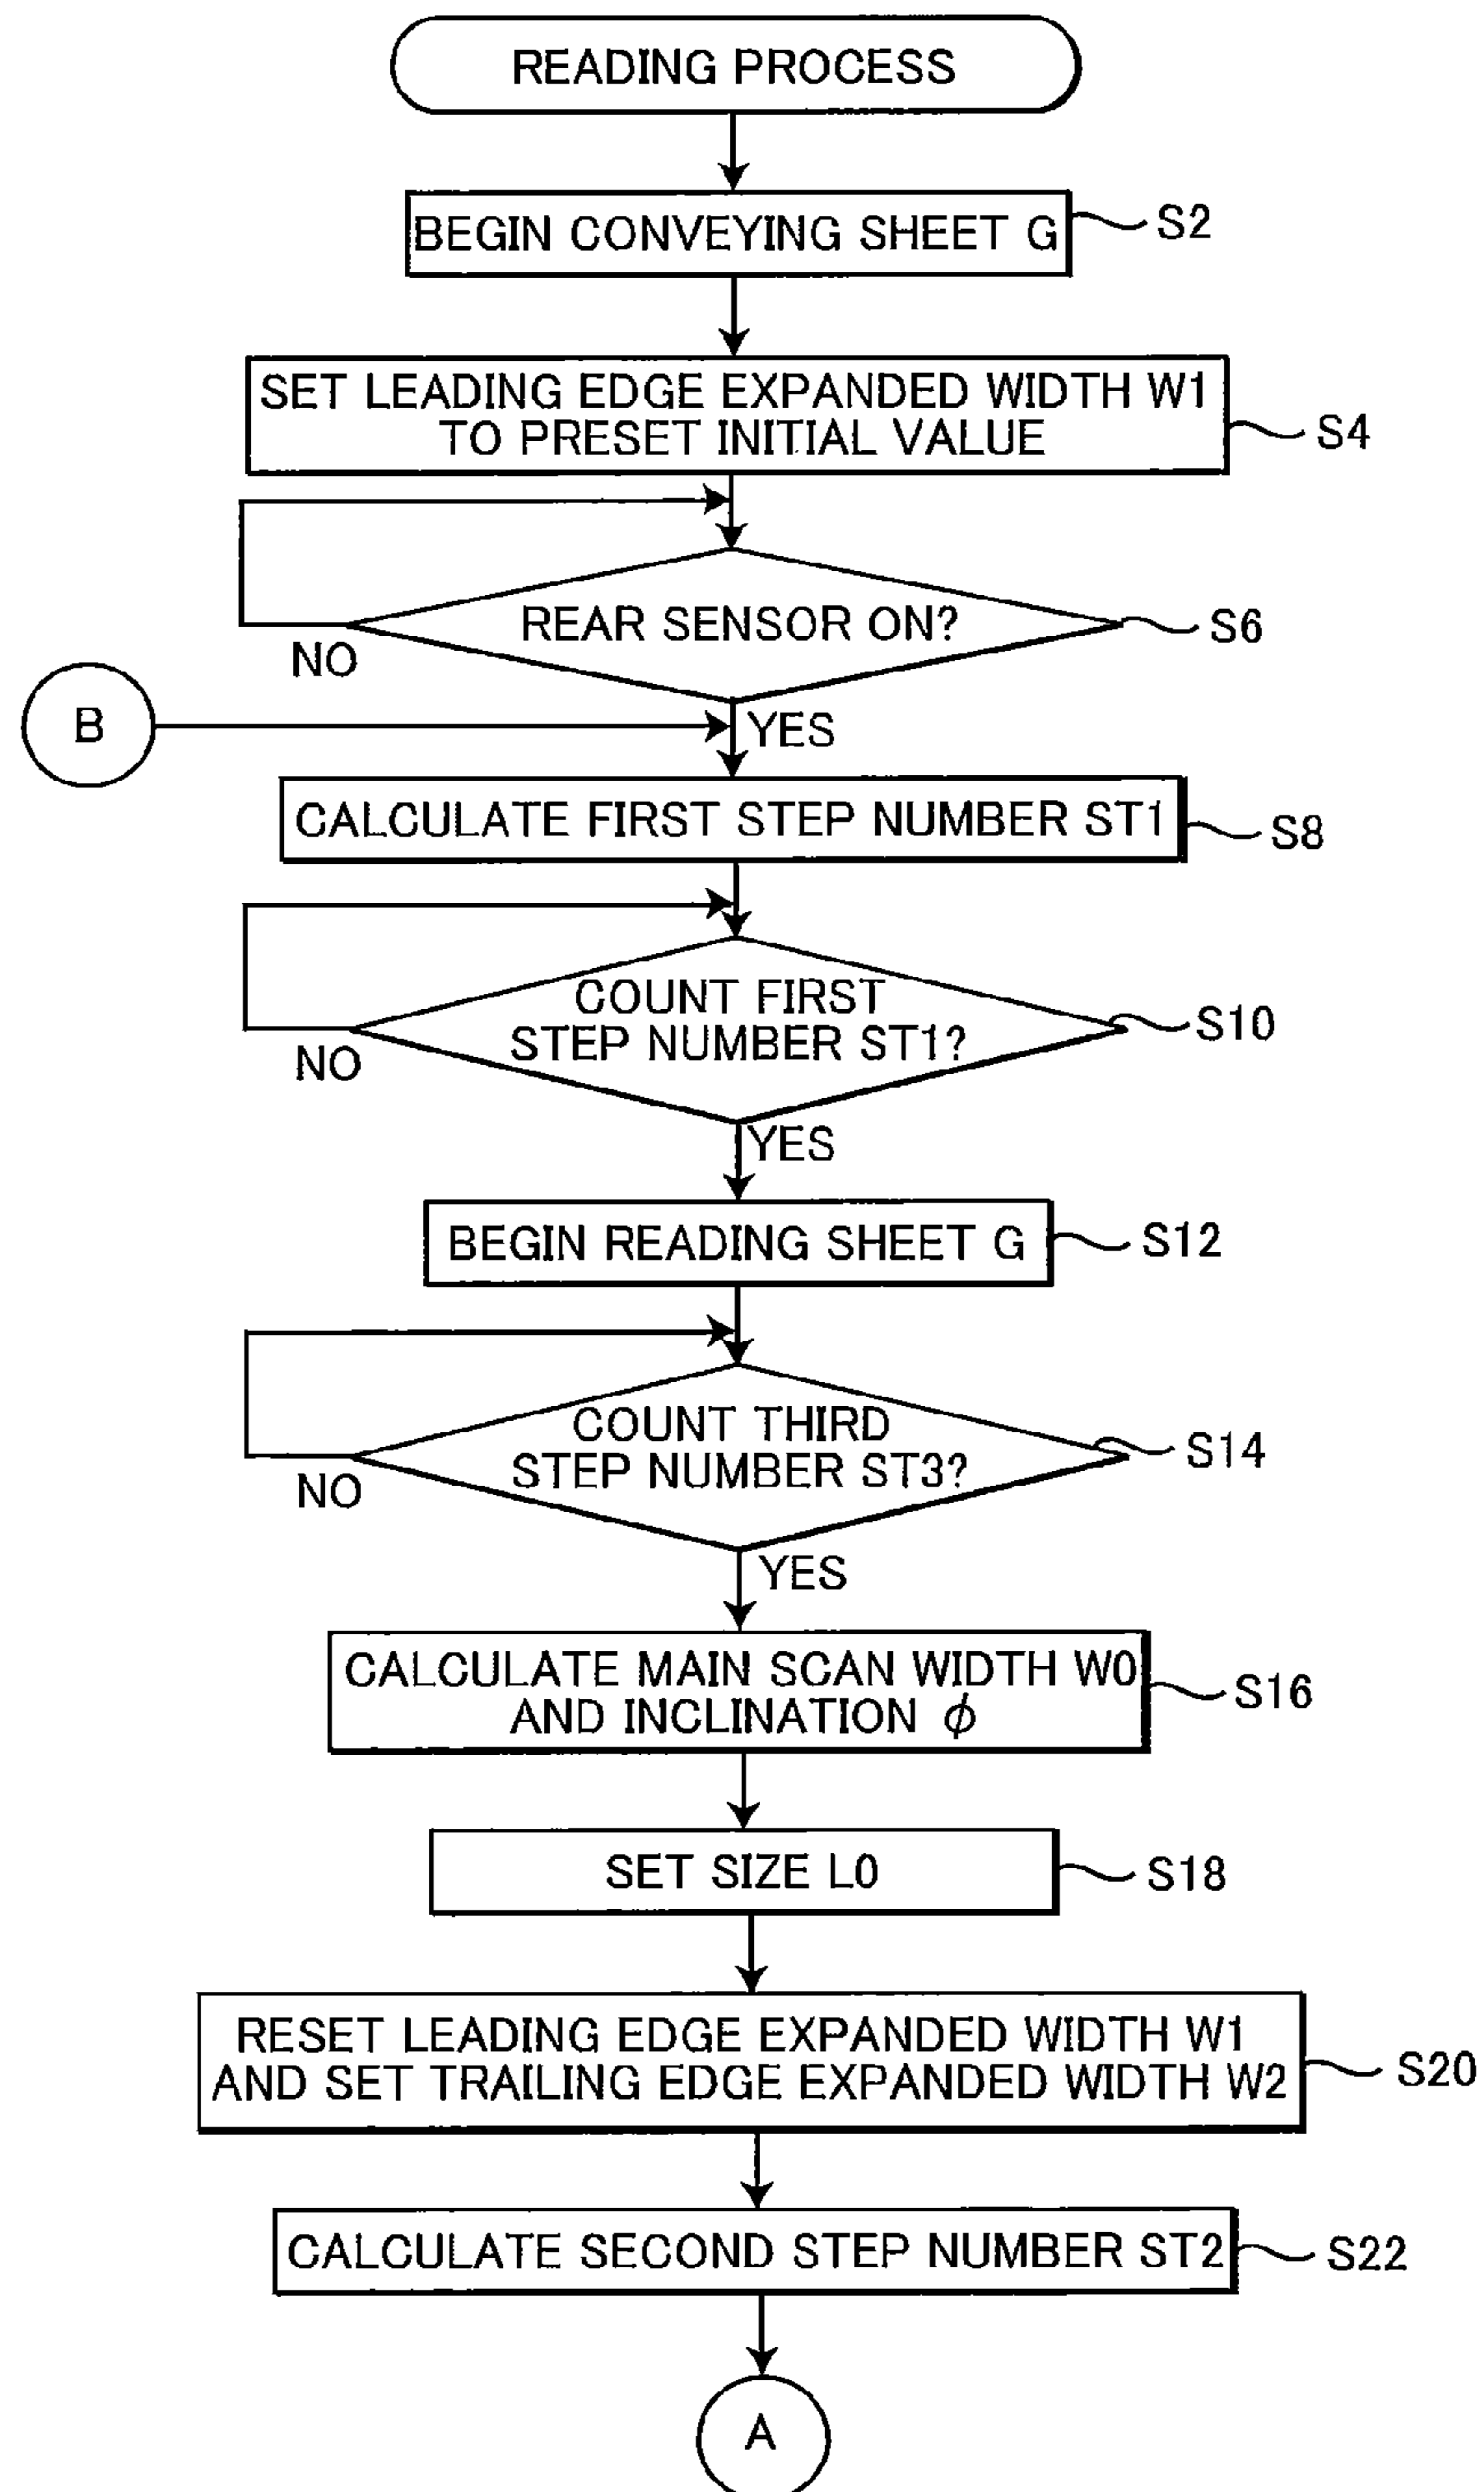 READING PROCESS
BEGIN CONVEYING SHEET G
S2
SET LEADING EDGE EXPANDED WIDTH W1
TO PRESET INITIAL VALUE
S4
REAR SENSOR ON?
S6
NO
B
YES
CALCULATE FIRST STEP NUMBER ST1
S8
COUNT FIRST
STEP NUMBER ST1?
S10
NO
YES
BEGIN READING SHEET G
S12
COUNT THIRD
STEP NUMBER ST3?
S14
NO
YES
CALCULATE MAIN SCAN WIDTH W0
AND INCLINATION ϕ
S16
SET SIZE L0
S18
RESET LEADING EDGE EXPANDED WIDTH W1
AND SET TRAILING EDGE EXPANDED WIDTH W2
S20
CALCULATE SECOND STEP NUMBER ST2
S22
A